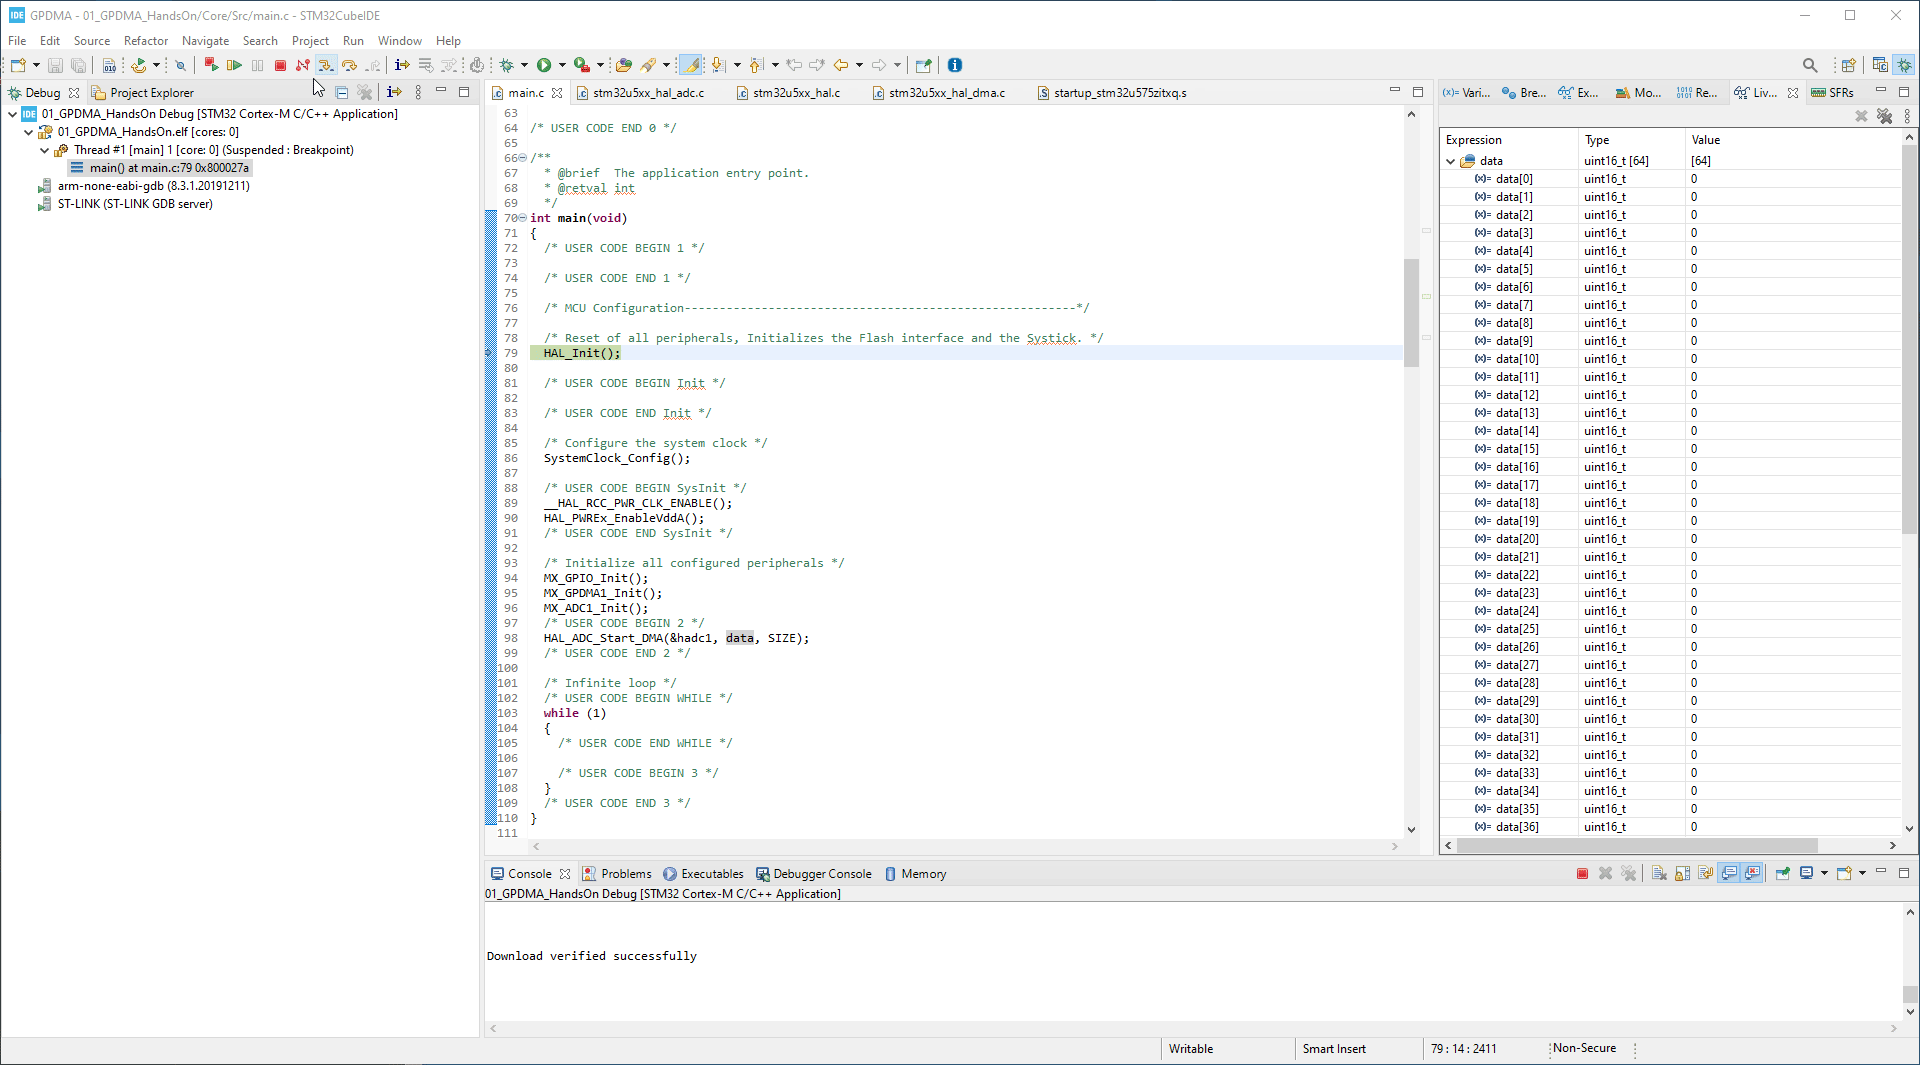 GPDMA - 01_GPDMA_HandsOn/Core/Src/main.c - STM32CubeIDE
File Edit Source Refactor Navigate Search Project Run Window Help
Debug Project Explorer
01_GPDMA_HandsOn Debug [STM32 Cortex-M C/C++ Application]
01_GPDMA_HandsOn.elf [cores: 0]
Thread #1 [main] 1 [core: 0] (Suspended : Breakpoint)
main() at main.c:79 0x800027a
arm-none-eabi-gdb (8.3.1.20191211)
ST-LINK (ST-LINK GDB server)
main.c stm32u5xx_hal_adc.c stm32u5xx_hal.c stm32u5xx_hal_dma.c startup_stm32u575zitxq.s
63
64 /* USER CODE END 0 */
65
66 /**
67 * @brief The application entry point.
68 * @retval int
69 */
70 int main(void)
71 {
72 /* USER CODE BEGIN 1 */
73
74 /* USER CODE END 1 */
75
76 /* MCU Configuration--------------------------------------------------------*/
77
78 /* Reset of all peripherals, Initializes the Flash interface and the Systick. */
79 HAL_Init();
80
81 /* USER CODE BEGIN Init */
82
83 /* USER CODE END Init */
84
85 /* Configure the system clock */
86 SystemClock_Config();
87
88 /* USER CODE BEGIN SysInit */
89 __HAL_RCC_PWR_CLK_ENABLE();
90 HAL_PWREx_EnableVddA();
91 /* USER CODE END SysInit */
92
93 /* Initialize all configured peripherals */
94 MX_GPIO_Init();
95 MX_GPDMA1_Init();
96 MX_ADC1_Init();
97 /* USER CODE BEGIN 2 */
98 HAL_ADC_Start_DMA(&hadc1, data, SIZE);
99 /* USER CODE END 2 */
100
101 /* Infinite loop */
102 /* USER CODE BEGIN WHILE */
103 while (1)
104 {
105 /* USER CODE END WHILE */
106
107 /* USER CODE BEGIN 3 */
108 }
109 /* USER CODE END 3 */
110 }
111
Vari... Bre... Ex... Mo... Re... Liv... SFRs
Expression Type Value
data uint16_t [64] [64]
data[0] uint16_t 0
data[1] uint16_t 0
data[2] uint16_t 0
data[3] uint16_t 0
data[4] uint16_t 0
data[5] uint16_t 0
data[6] uint16_t 0
data[7] uint16_t 0
data[8] uint16_t 0
data[9] uint16_t 0
data[10] uint16_t 0
data[11] uint16_t 0
data[12] uint16_t 0
data[13] uint16_t 0
data[14] uint16_t 0
data[15] uint16_t 0
data[16] uint16_t 0
data[17] uint16_t 0
data[18] uint16_t 0
data[19] uint16_t 0
data[20] uint16_t 0
data[21] uint16_t 0
data[22] uint16_t 0
data[23] uint16_t 0
data[24] uint16_t 0
data[25] uint16_t 0
data[26] uint16_t 0
data[27] uint16_t 0
data[28] uint16_t 0
data[29] uint16_t 0
data[30] uint16_t 0
data[31] uint16_t 0
data[32] uint16_t 0
data[33] uint16_t 0
data[34] uint16_t 0
data[35] uint16_t 0
data[36] uint16_t 0
Console Problems Executables Debugger Console Memory
01_GPDMA_HandsOn Debug [STM32 Cortex-M C/C++ Application]
Download verified successfully
Writable Smart Insert 79 : 14 : 2411 Non-Secure